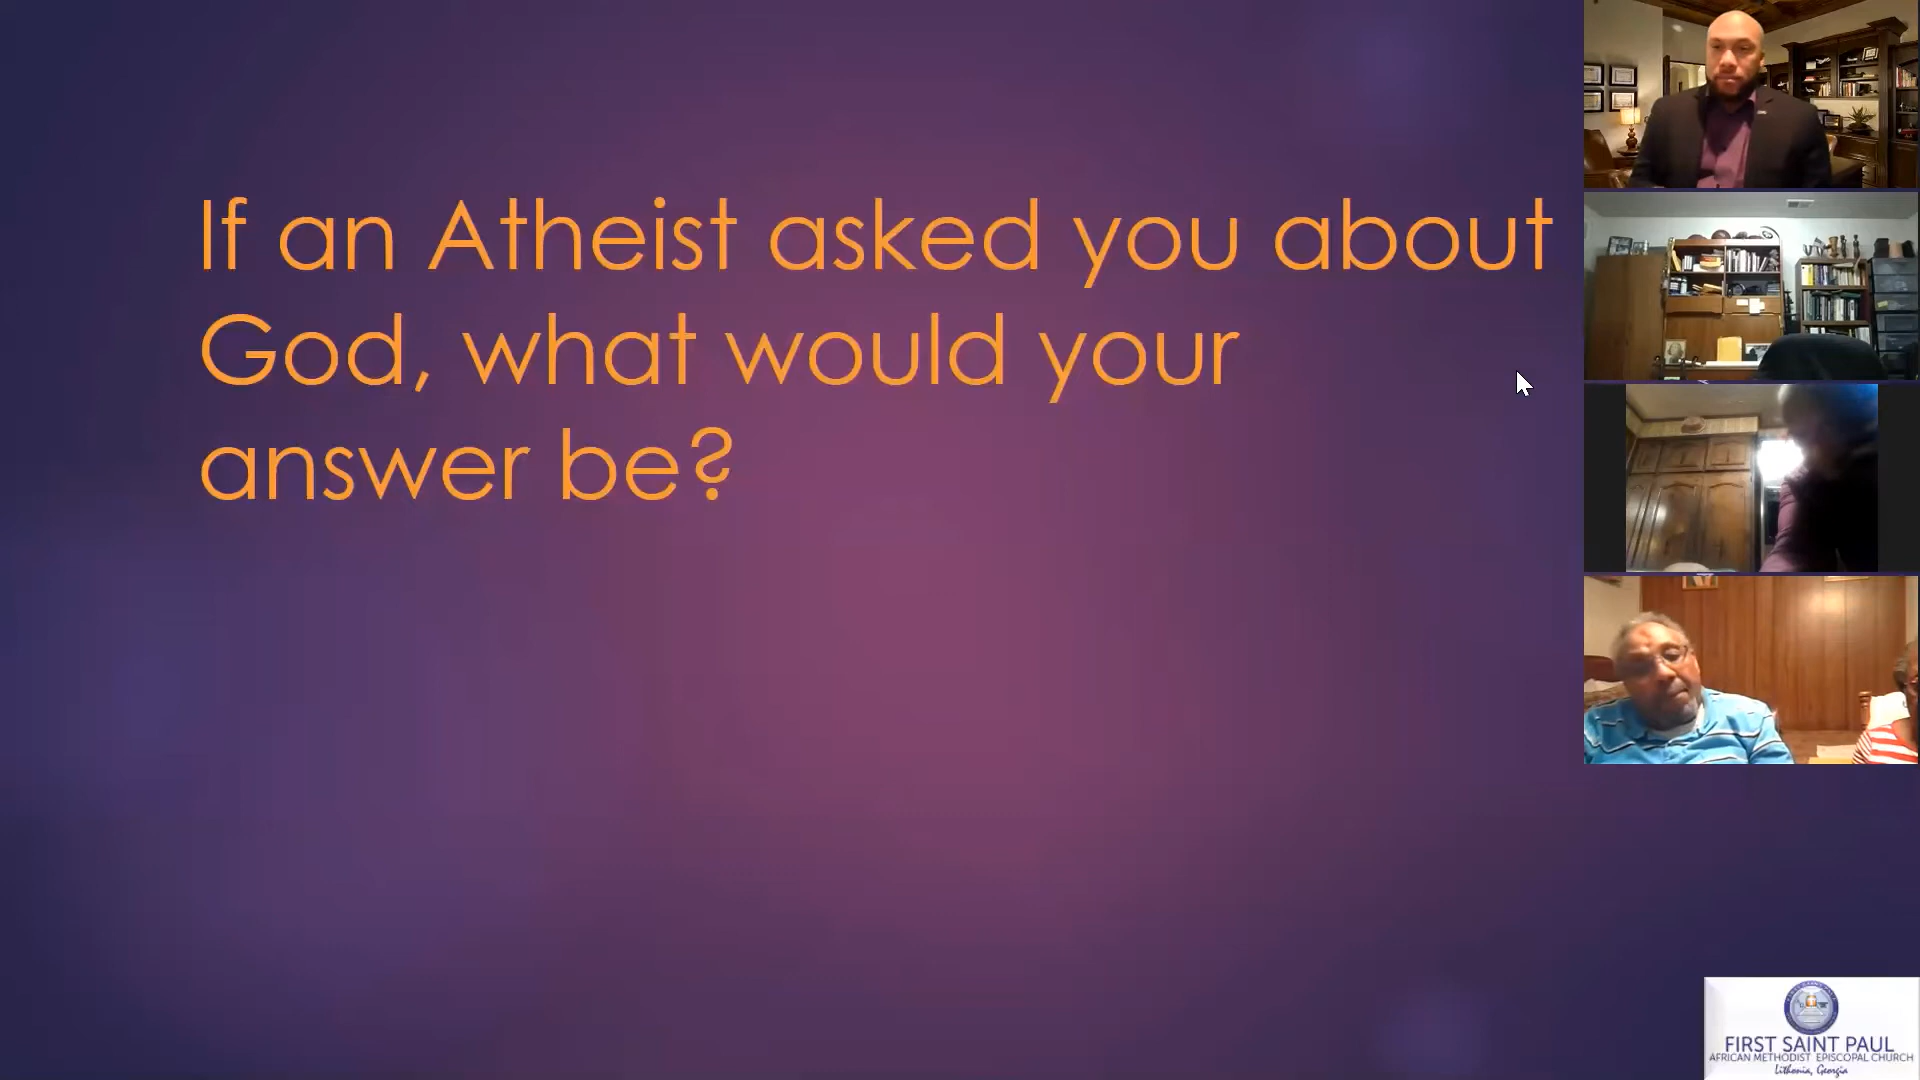 If an Atheist asked you about
God, what would your
answer be?
FIRST SAINT PAUL
AFRICAN METHODIST EPISCOPAL CHURCH
Lithonia, Georgia